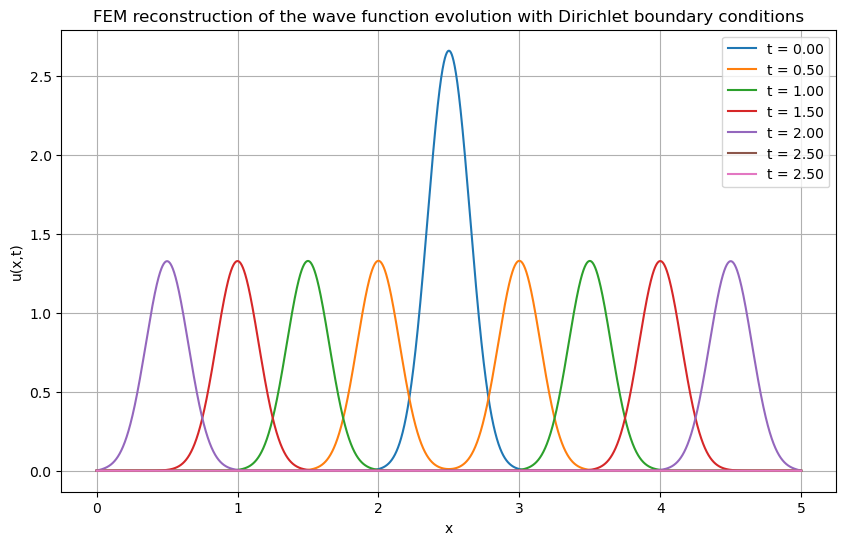 FEM reconstruction of the wave function evolution with Dirichlet boundary conditions
t = 0.00
t = 0.50
t = 1.00
t = 1.50
t = 2.00
t = 2.50
t = 2.50
2.5
2.0
1.5
1.0
0.5
0.0
u(x,t)
0 1 2 3 4 5
x